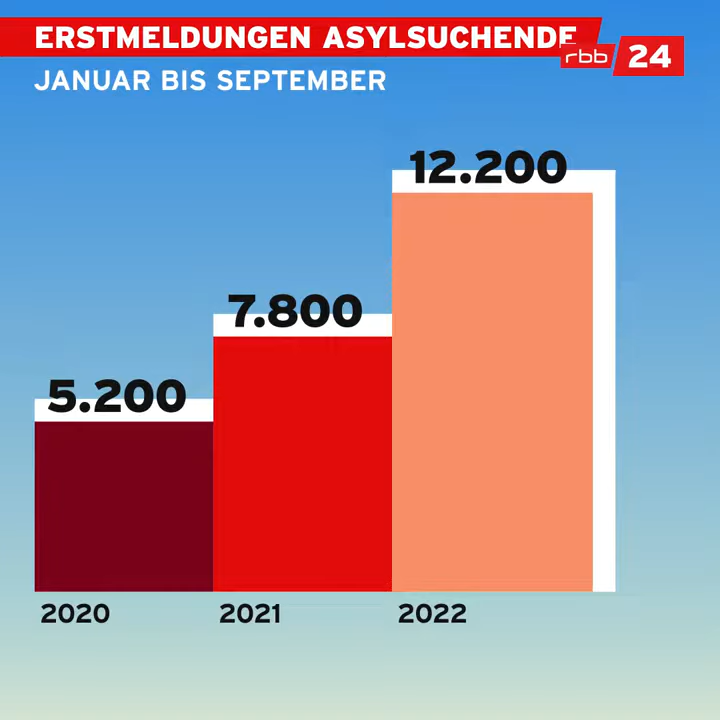 ERSTMELDUNGEN ASYLSUCHENDE
rbb 24
JANUAR BIS SEPTEMBER
12.200
7.800
5.200
2020 2021 2022